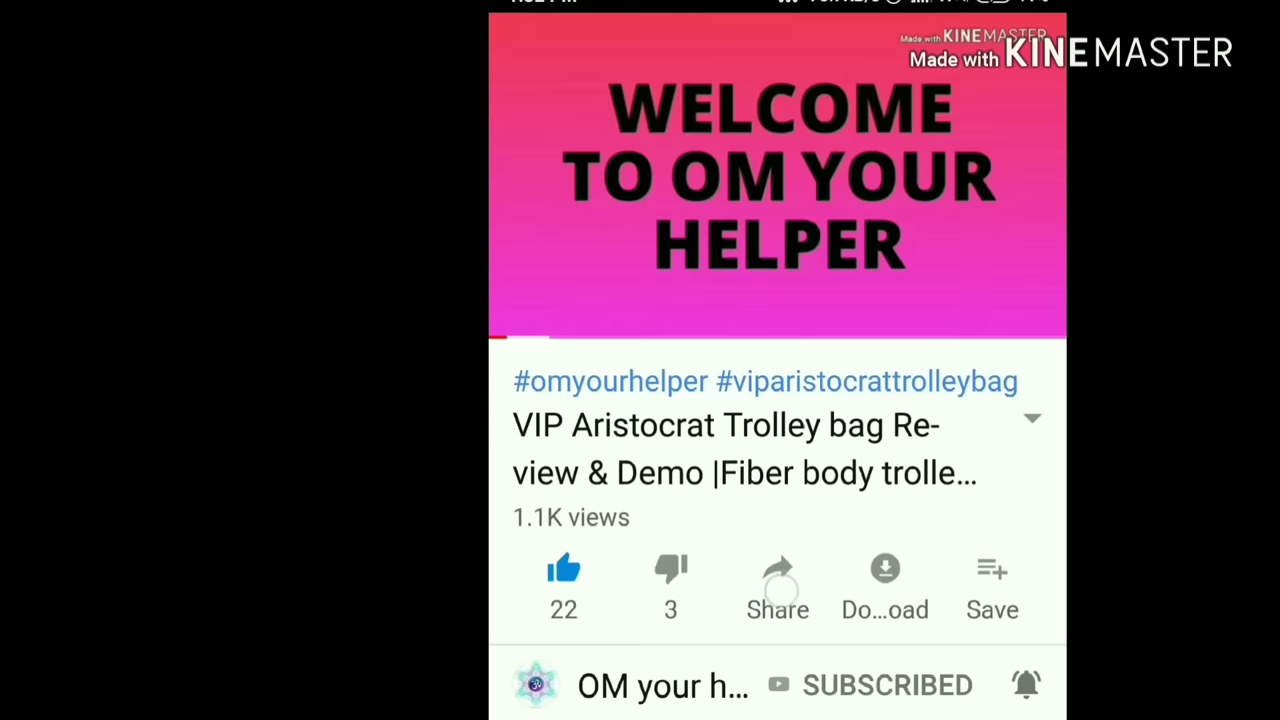 Made with KINEMASTER
Made with KINEMASTER
WELCOME
TO OM YOUR
HELPER
#omyourhelper #viparistocrattrolleybag
VIP Aristocrat Trolley bag Re-
view & Demo |Fiber body trolle...
1.1K views
22 3 Share Do...oad Save
OM your h... SUBSCRIBED